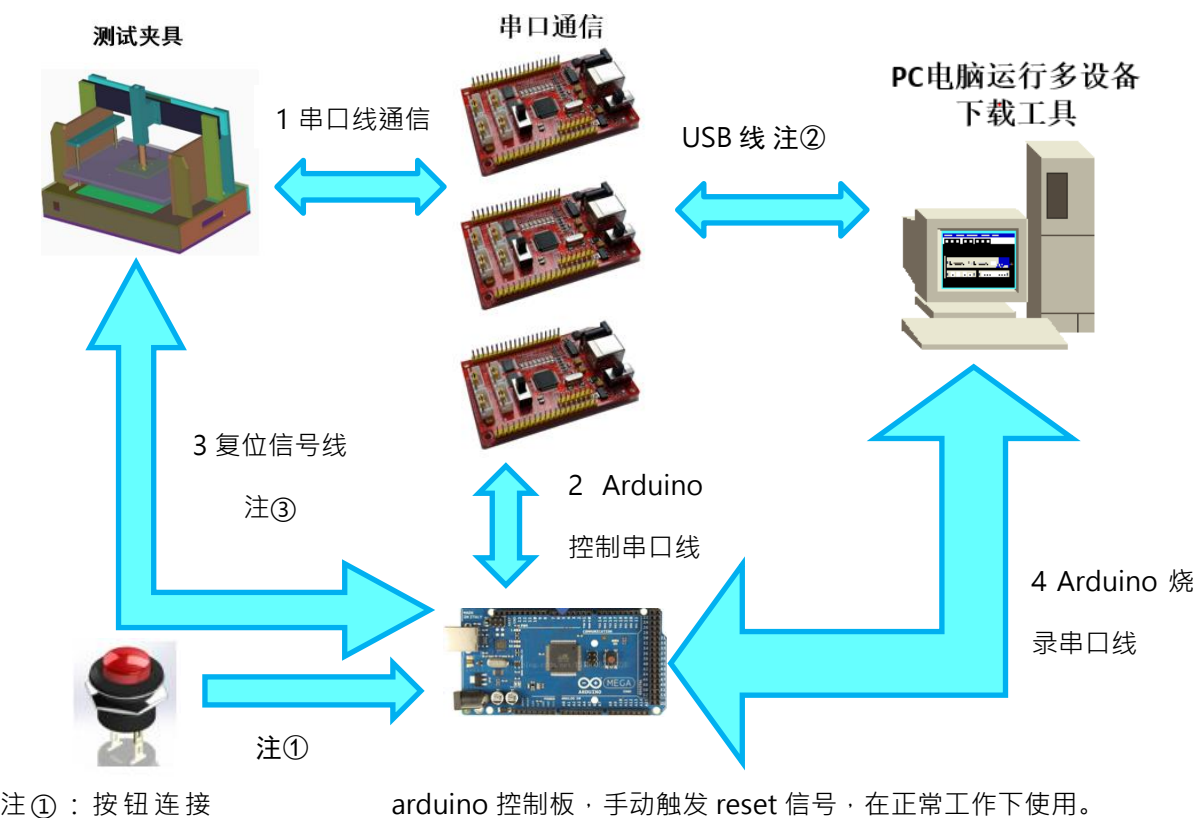 测试夹具
串口通信
PC电脑运行多设备
下载工具
1 串口线通信
USB 线 注②
3 复位信号线
注③
2 Arduino
控制串口线
4 Arduino 烧
录串口线
MEGA
ARDUINO
注①
注①：按钮连接 arduino 控制板，手动触发 reset 信号，在正常工作下使用。